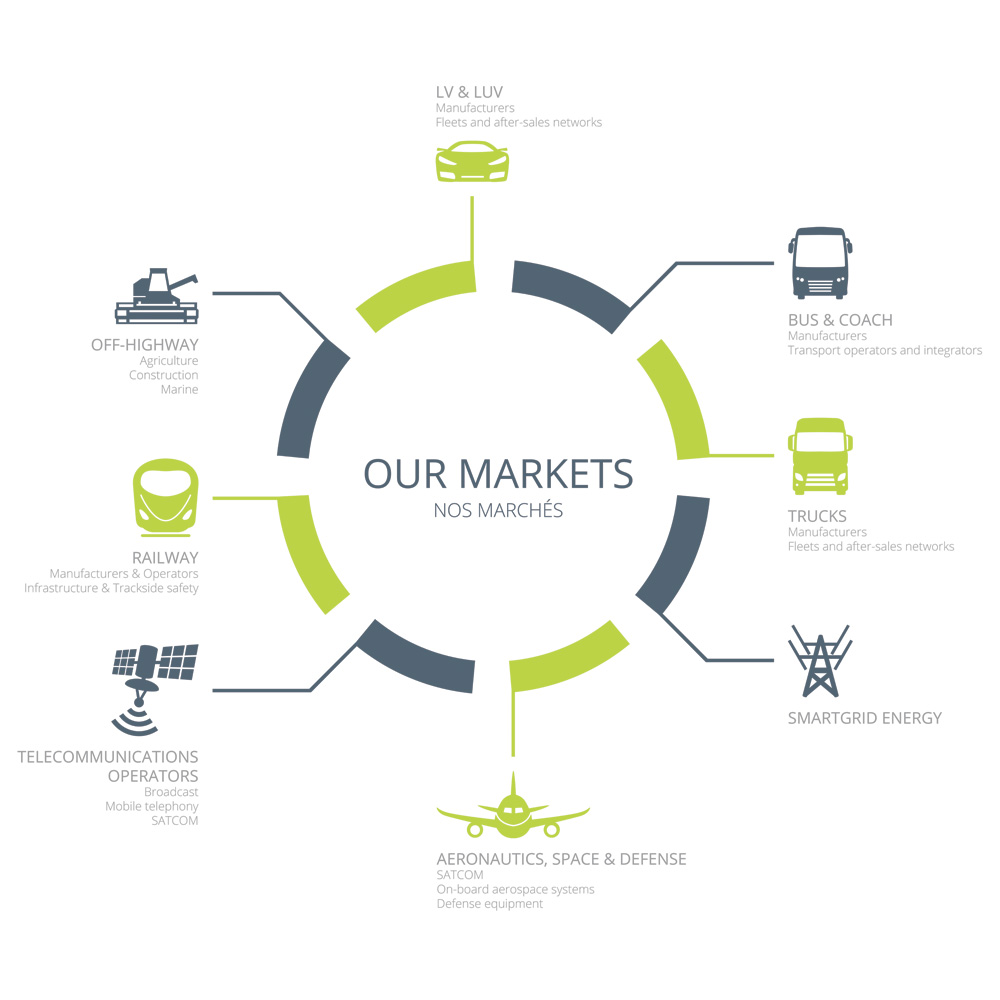 LV & LUV
Manufacturers
Fleets and after-sales networks
BUS & COACH
Manufacturers
Transport operators and integrators
TRUCKS
Manufacturers
Fleets and after-sales networks
SMARTGRID ENERGY
AERONAUTICS, SPACE & DEFENSE
SATCOM
On-board aerospace systems
Defense equipment
TELECOMMUNICATIONS
OPERATORS
Broadcast
Mobile telephony
SATCOM
RAILWAY
Manufacturers & Operators
Infrastructure & Trackside safety
OFF-HIGHWAY
Agriculture
Construction
Marine
OUR MARKETS
NOS MARCHÉS